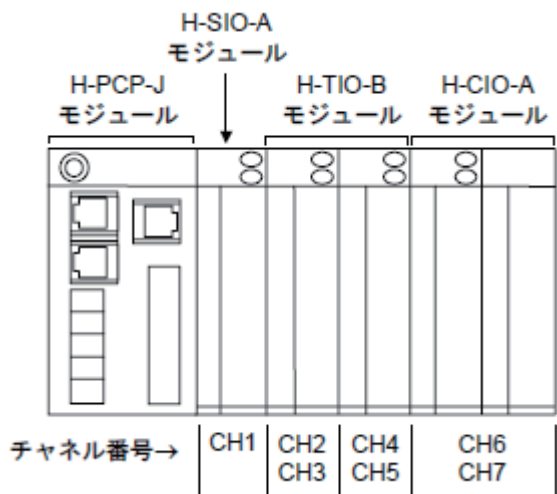 H-SIO-A
モジュール
H-PCP-J
モジュール
H-TIO-B
モジュール
H-CIO-A
モジュール
チャネル番号→
CH1
CH2
CH3
CH4
CH5
CH6
CH7